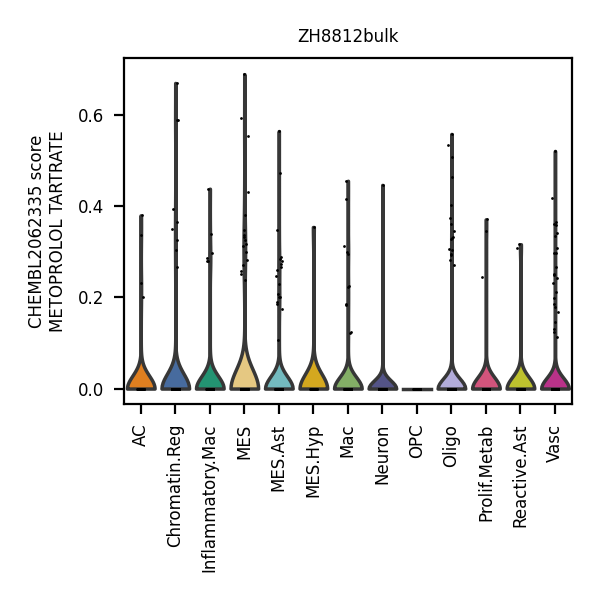 ZH8812bulk
CHEMBL2062335 score
METOPROLOL TARTRATE
0.6
0.4
0.2
0.0
AC
Chromatin.Reg
Inflammatory.Mac
MES
MES.Ast
MES.Hyp
Mac
Neuron
OPC
Oligo
Prolif.Metab
Reactive.Ast
Vasc